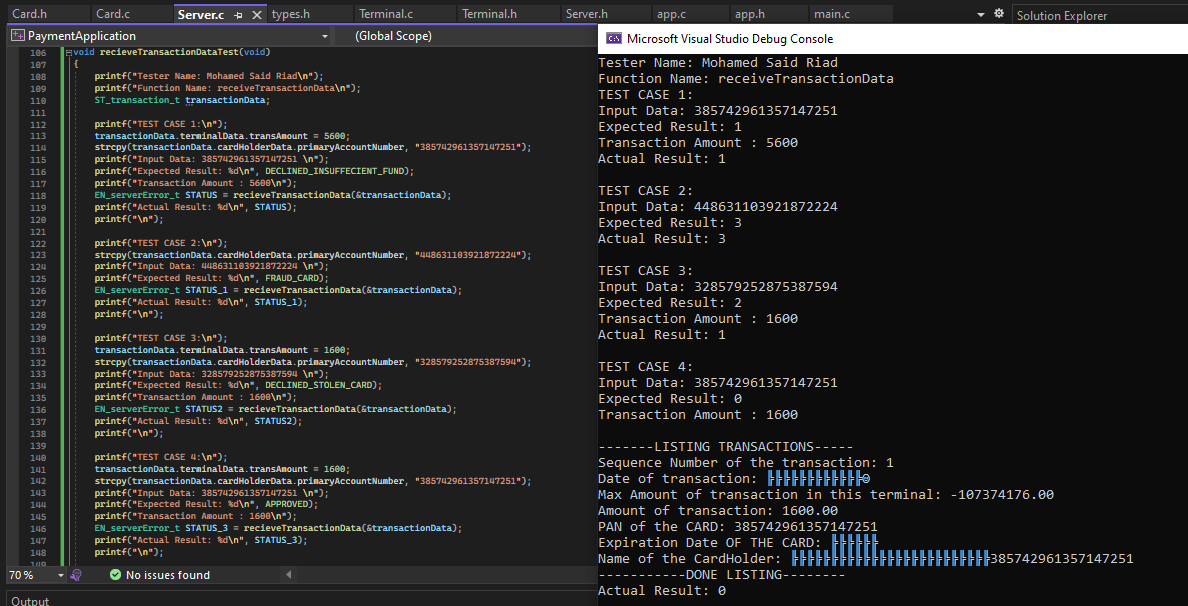 Card.h Card.c Server.c types.h Terminal.c Terminal.h Server.h app.c app.h main.c Solution Explorer
PaymentApplication (Global Scope)
106 void recieveTransactionDataTest(void)
107 {
108 printf("Tester Name: Mohamed Said Riad\n");
109 printf("Function Name: receiveTransactionData\n");
110 ST_transaction_t transactionData;
111
112 printf("TEST CASE 1:\n");
113 transactionData.terminalData.transAmount = 5600;
114 strcpy(transactionData.cardHolderData.primaryAccountNumber, "385742961357147251");
115 printf("Input Data: 385742961357147251 \n");
116 printf("Expected Result: %d\n", DECLINED_INSUFFECIENT_FUND);
117 printf("Transaction Amount : 5600\n");
118 EN_serverError_t STATUS = recieveTransactionData(&transactionData);
119 printf("Actual Result: %d\n", STATUS);
120 printf("\n");
121
122 printf("TEST CASE 2:\n");
123 strcpy(transactionData.cardHolderData.primaryAccountNumber, "448631103921872224");
124 printf("Input Data: 448631103921872224 \n");
125 printf("Expected Result: %d\n", FRAUD_CARD);
126 EN_serverError_t STATUS_1 = recieveTransactionData(&transactionData);
127 printf("Actual Result: %d\n", STATUS_1);
128 printf("\n");
129
130 printf("TEST CASE 3:\n");
131 transactionData.terminalData.transAmount = 1600;
132 strcpy(transactionData.cardHolderData.primaryAccountNumber, "328579252875387594");
133 printf("Input Data: 328579252875387594 \n");
134 printf("Expected Result: %d\n", DECLINED_STOLEN_CARD);
135 printf("Transaction Amount : 1600\n");
136 EN_serverError_t STATUS2 = recieveTransactionData(&transactionData);
137 printf("Actual Result: %d\n", STATUS2);
138 printf("\n");
139
140 printf("TEST CASE 4:\n");
141 transactionData.terminalData.transAmount = 1600;
142 strcpy(transactionData.cardHolderData.primaryAccountNumber, "385742961357147251");
143 printf("Input Data: 385742961357147251 \n");
144 printf("Expected Result: %d\n", APPROVED);
145 printf("Transaction Amount : 1600\n");
146 EN_serverError_t STATUS_3 = recieveTransactionData(&transactionData);
147 printf("Actual Result: %d\n", STATUS_3);
148 printf("\n");
149
70 % No issues found
Output
Microsoft Visual Studio Debug Console
Tester Name: Mohamed Said Riad
Function Name: receiveTransactionData
TEST CASE 1:
Input Data: 385742961357147251
Expected Result: 1
Transaction Amount : 5600
Actual Result: 1
TEST CASE 2:
Input Data: 448631103921872224
Expected Result: 3
Actual Result: 3
TEST CASE 3:
Input Data: 328579252875387594
Expected Result: 2
Transaction Amount : 1600
Actual Result: 1
TEST CASE 4:
Input Data: 385742961357147251
Expected Result: 0
Transaction Amount : 1600
-------LISTING TRANSACTIONS-----
Sequence Number of the transaction: 1
Date of transaction: ╠╠╠╠╠╠╠╠╠╠╠╠☺
Max Amount of transaction in this terminal: -107374176.00
Amount of transaction: 1600.00
PAN of the CARD: 385742961357147251
Expiration Date OF THE CARD: ╠╠╠╠╠╠
Name of the CardHolder: ╠╠╠╠╠╠╠╠╠╠╠╠╠╠╠╠╠╠╠╠╠╠╠╠╠385742961357147251
-----------DONE LISTING--------
Actual Result: 0